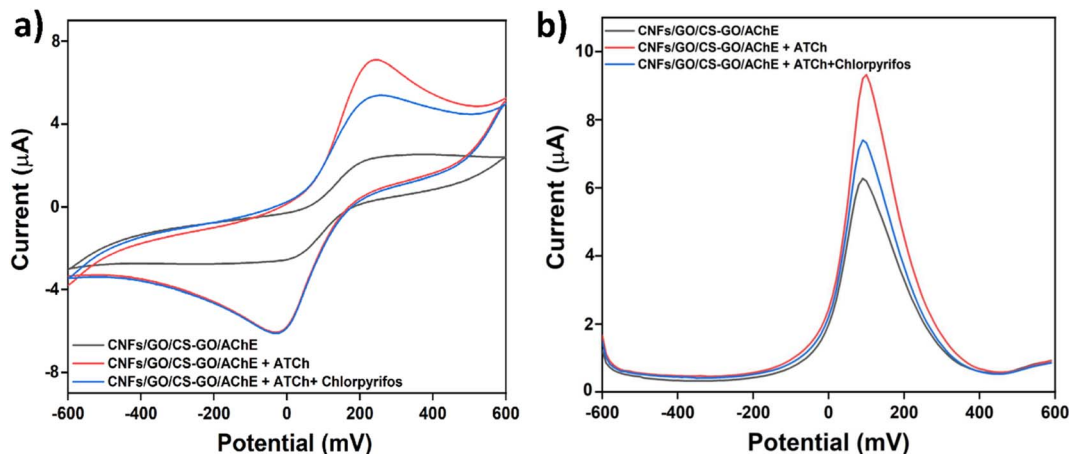 a)
Current (μA)
8
4
0
-4
-8
CNFs/GO/CS-GO/AChE
CNFs/GO/CS-GO/AChE + ATCh
CNFs/GO/CS-GO/AChE + ATCh+ Chlorpyrifos
-600 -400 -200 0 200 400 600
Potential (mV)
b)
CNFs/GO/CS-GO/AChE
CNFs/GO/CS-GO/AChE + ATCh
CNFs/GO/CS-GO/AChE + ATCh+Chlorpyrifos
Current (μA)
10
8
6
4
2
0
-600 -400 -200 0 200 400 600
Potential (mV)